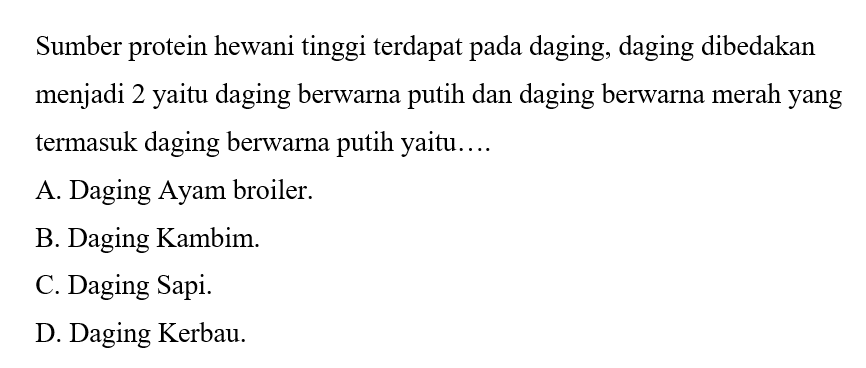 Sumber protein hewani tinggi terdapat pada daging, daging dibedakan
menjadi 2 yaitu daging berwarna putih dan daging berwarna merah yang
termasuk daging berwarna putih yaitu….
A. Daging Ayam broiler.
B. Daging Kambim.
C. Daging Sapi.
D. Daging Kerbau.